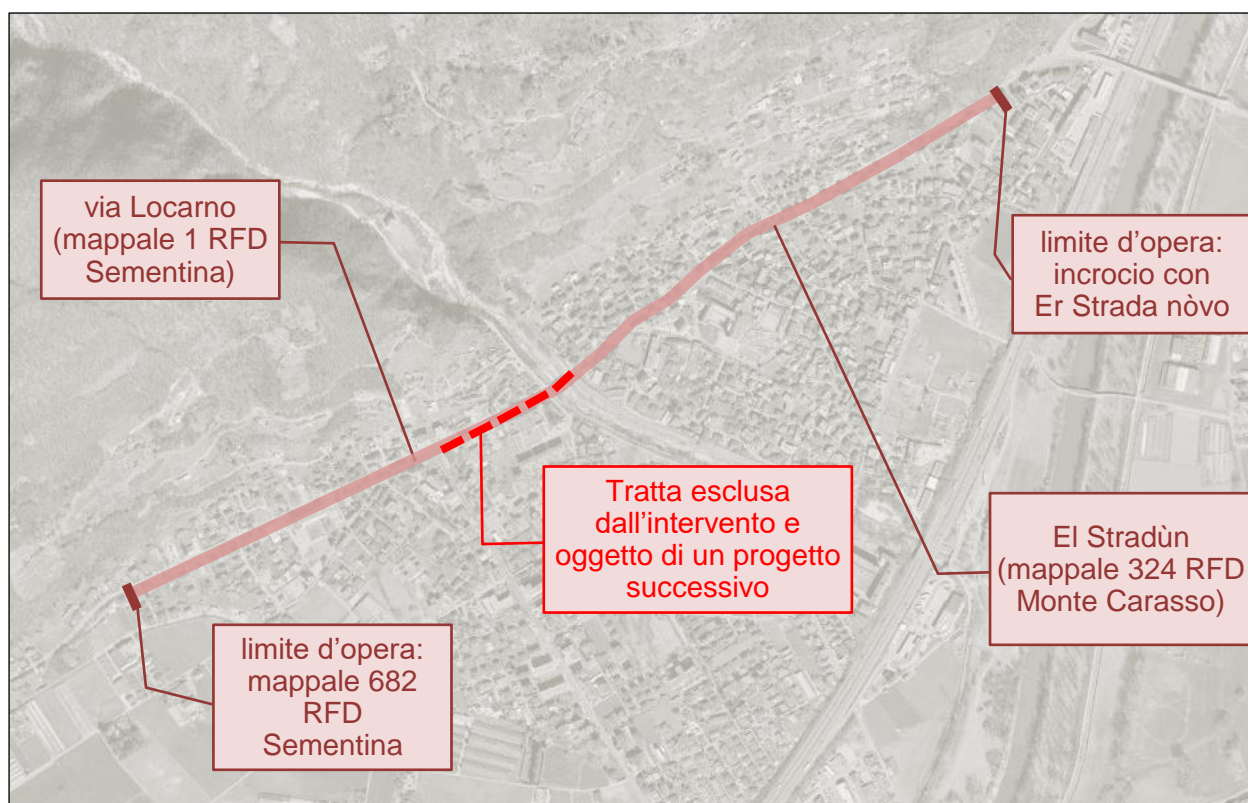 via Locarno
(mappale 1 RFD
Sementina)
limite d’opera:
incrocio con
Er Strada nòvo
Tratta esclusa
dall’intervento e
oggetto di un progetto
successivo
El Stradùn
(mappale 324 RFD
Monte Carasso)
limite d’opera:
mappale 682
RFD
Sementina